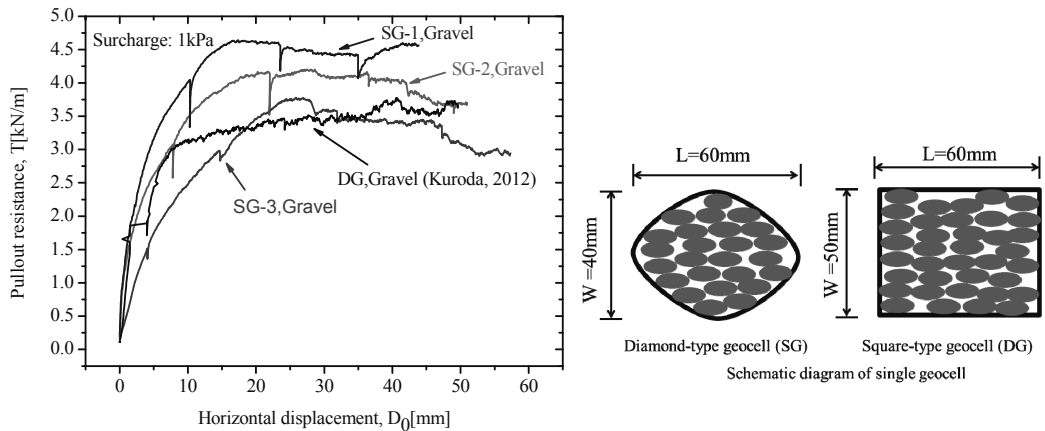 5.0
4.5
4.0
3.5
3.0
2.5
2.0
1.5
1.0
0.5
0.0
Pullout resistance, T[kN/m]
Surcharge: 1kPa
SG-1,Gravel
SG-2,Gravel
DG,Gravel (Kuroda, 2012)
SG-3,Gravel
0 10 20 30 40 50 60
Horizontal displacement, D0[mm]
L=60mm
W =40mm
Diamond-type geocell (SG)
L=60mm
W =50mm
Square-type geocell (DG)
Schematic diagram of single geocell